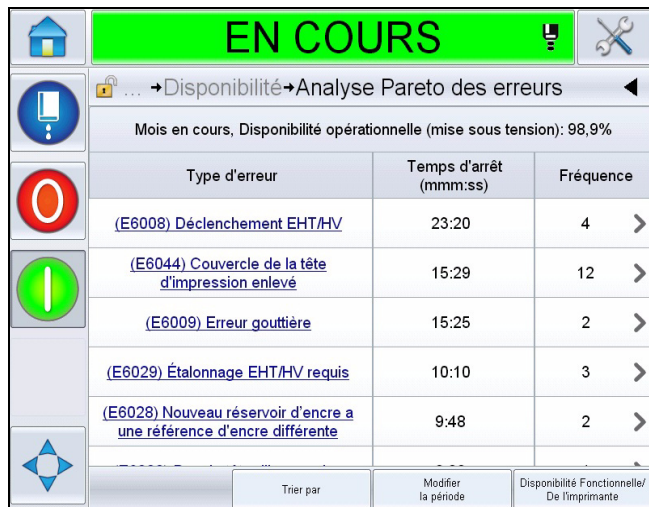 EN COURS
... →Disponibilité→Analyse Pareto des erreurs
Mois en cours, Disponibilité opérationnelle (mise sous tension): 98,9%
Type d'erreur
Temps d'arrêt
(mmm:ss)
Fréquence
(E6008) Déclenchement EHT/HV
23:20
4
(E6044) Couvercle de la tête
d'impression enlevé
15:29
12
(E6009) Erreur gouttière
15:25
2
(E6029) Étalonnage EHT/HV requis
10:10
3
(E6028) Nouveau réservoir d'encre a
une référence d'encre différente
9:48
2
Trier par
Modifier
la période
Disponibilité Fonctionnelle/
De l'imprimante